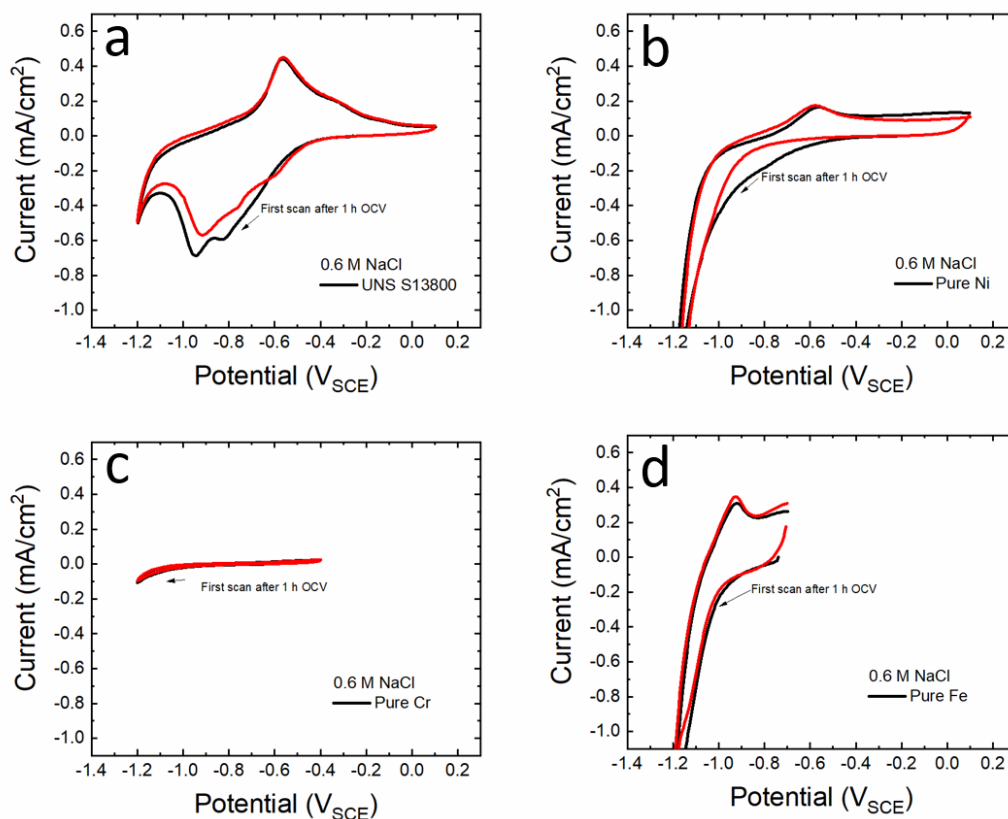 a
Current (mA/cm²)
0.6
0.4
0.2
0.0
-0.2
-0.4
-0.6
-0.8
-1.0
First scan after 1 h OCV
0.6 M NaCl
UNS S13800
-1.4 -1.2 -1.0 -0.8 -0.6 -0.4 -0.2 0.0 0.2
Potential (V_SCE)
b
Current (mA/cm²)
0.6
0.4
0.2
0.0
-0.2
-0.4
-0.6
-0.8
-1.0
First scan after 1 h OCV
0.6 M NaCl
Pure Ni
-1.4 -1.2 -1.0 -0.8 -0.6 -0.4 -0.2 0.0 0.2
Potential (V_SCE)
c
Current (mA/cm²)
0.6
0.4
0.2
0.0
-0.2
-0.4
-0.6
-0.8
-1.0
First scan after 1 h OCV
0.6 M NaCl
Pure Cr
-1.4 -1.2 -1.0 -0.8 -0.6 -0.4 -0.2 0.0 0.2
Potential (V_SCE)
d
Current (mA/cm²)
0.6
0.4
0.2
0.0
-0.2
-0.4
-0.6
-0.8
-1.0
First scan after 1 h OCV
0.6 M NaCl
Pure Fe
-1.4 -1.2 -1.0 -0.8 -0.6 -0.4 -0.2 0.0 0.2
Potential (V_SCE)